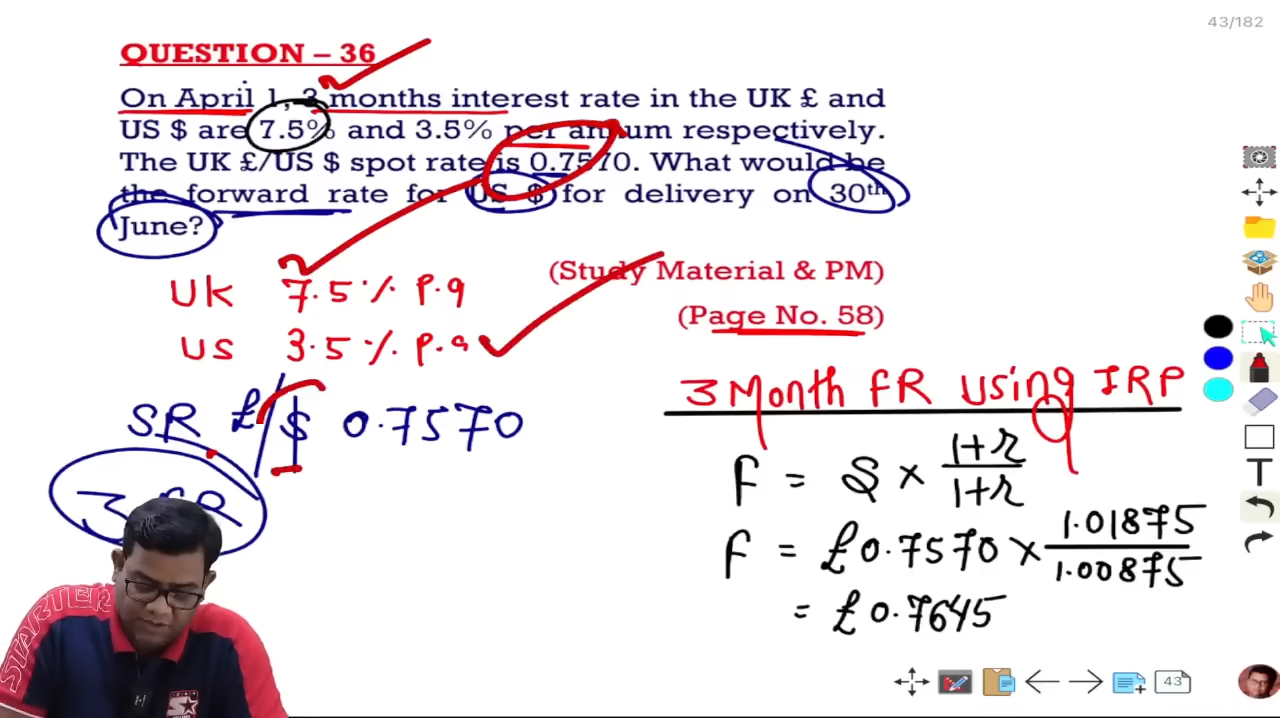 43/182
QUESTION – 36
On April 1, 3 months interest rate in the UK £ and
US $ are 7.5% and 3.5% per annum respectively.
The UK £/US $ spot rate is 0.7570. What would be
the forward rate for US $ for delivery on 30th
June?
(Study Material & PM)
(Page No. 58)
UK 7.5% P.a
US 3.5% P.a
SR £/$ 0.7570
3 FR
3 Month FR Using IRP
F = S × 1+r / 1+r
F = £0.7570 × 1.01875 / 1.00875
= £0.7645
STARTER
T
43